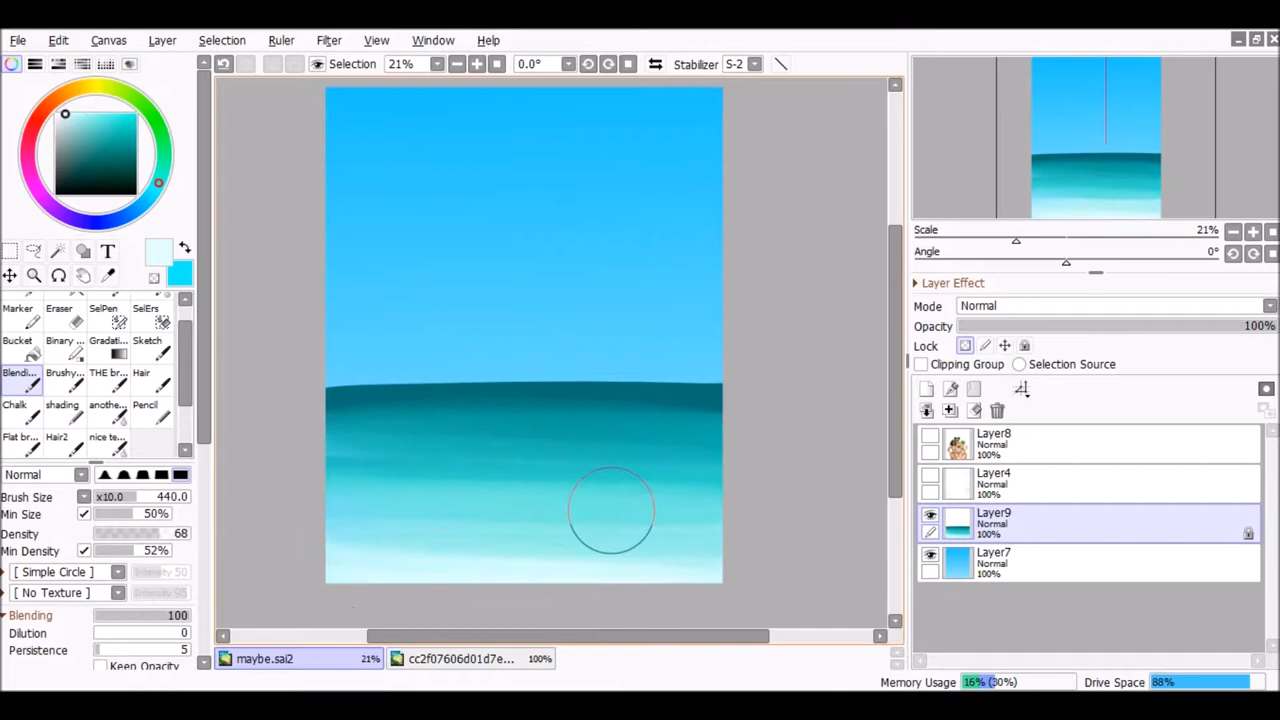 File Edit Canvas Layer Selection Ruler Filter View Window Help
Selection 21% 0.0° Stabilizer S-2
T
Marker Eraser SelPen SelErs
Bucket Binary ... Gradati... Sketch
Blendi... Brushy... THE br... Hair
Chalk shading anothe... Pencil
Flat br... Hair2 nice te...
Normal
Brush Size x10.0 440.0
Min Size 50%
Density 68
Min Density 52%
[ Simple Circle ] Intensity 50
[ No Texture ] Intensity 95
Blending 100
Dilution 0
Persistence 5
Keep Opacity
maybe.sai2 21% cc2f07606d01d7e... 100%
Scale 21%
Angle 0°
Layer Effect
Mode Normal
Opacity 100%
Lock
Clipping Group Selection Source
Layer8
Normal
100%
Layer4
Normal
100%
Layer9
Normal
100%
Layer7
Normal
100%
Memory Usage 16% (30%) Drive Space 88%